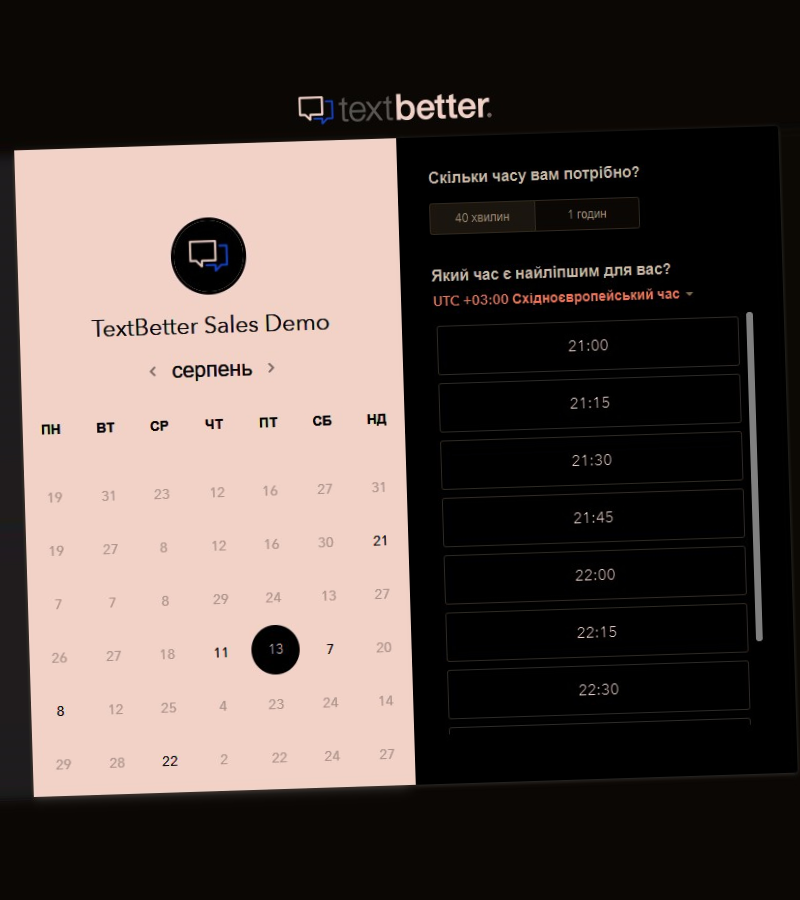 textbetter.
TextBetter Sales Demo
серпень
ПН ВТ СР ЧТ ПТ СБ НД
19 31 23 12 16 27 31
19 27 8 12 16 30 21
7 7 8 29 24 13 27
26 27 18 11 13 7 20
8 12 25 4 23 24 14
29 28 22 2 22 24 27
Скільки часу вам потрібно?
40 хвилин 1 годин
Який час є найліпшим для вас?
UTC +03:00 Східноєвропейський час
21:00
21:15
21:30
21:45
22:00
22:15
22:30